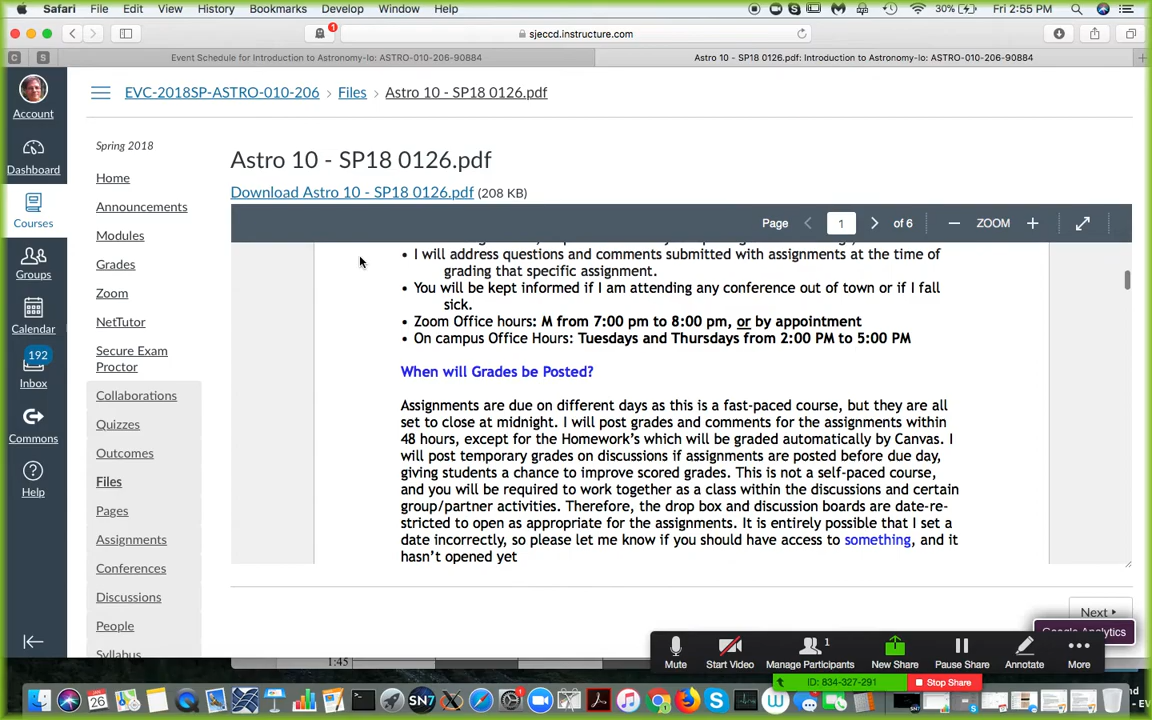 Safari File Edit View History Bookmarks Develop Window Help 30% Fri 2:55 PM
1 sjeccd.instructure.com
C S Event Schedule for Introduction to Astronomy-lo: ASTRO-010-206-90884 Astro 10 - SP18 0126.pdf: Introduction to Astronomy-lo: ASTRO-010-206-90884
Account
Dashboard
Courses
Groups
Calendar
192
Inbox
Commons
Help
EVC-2018SP-ASTRO-010-206 › Files › Astro 10 - SP18 0126.pdf
Spring 2018
Home
Announcements
Modules
Grades
Zoom
NetTutor
Secure Exam
Proctor
Collaborations
Quizzes
Outcomes
Files
Pages
Assignments
Conferences
Discussions
People
Syllabus
Astro 10 - SP18 0126.pdf
Download Astro 10 - SP18 0126.pdf (208 KB)
Page 1 of 6 ZOOM
• I will address questions and comments submitted with assignments at the time of
grading that specific assignment.
• You will be kept informed if I am attending any conference out of town or if I fall
sick.
• Zoom Office hours: M from 7:00 pm to 8:00 pm, or by appointment
• On campus Office Hours: Tuesdays and Thursdays from 2:00 PM to 5:00 PM
When will Grades be Posted?
Assignments are due on different days as this is a fast-paced course, but they are all
set to close at midnight. I will post grades and comments for the assignments within
48 hours, except for the Homework’s which will be graded automatically by Canvas. I
will post temporary grades on discussions if assignments are posted before due day,
giving students a chance to improve scored grades. This is not a self-paced course,
and you will be required to work together as a class within the discussions and certain
group/partner activities. Therefore, the drop box and discussion boards are date-re-
stricted to open as appropriate for the assignments. It is entirely possible that I set a
date incorrectly, so please let me know if you should have access to something, and it
hasn’t opened yet
Next
Google Analytics
1:45
Mute Start Video 1 Manage Participants New Share Pause Share Annotate More
ID: 834-327-291 Stop Share
26 SN7